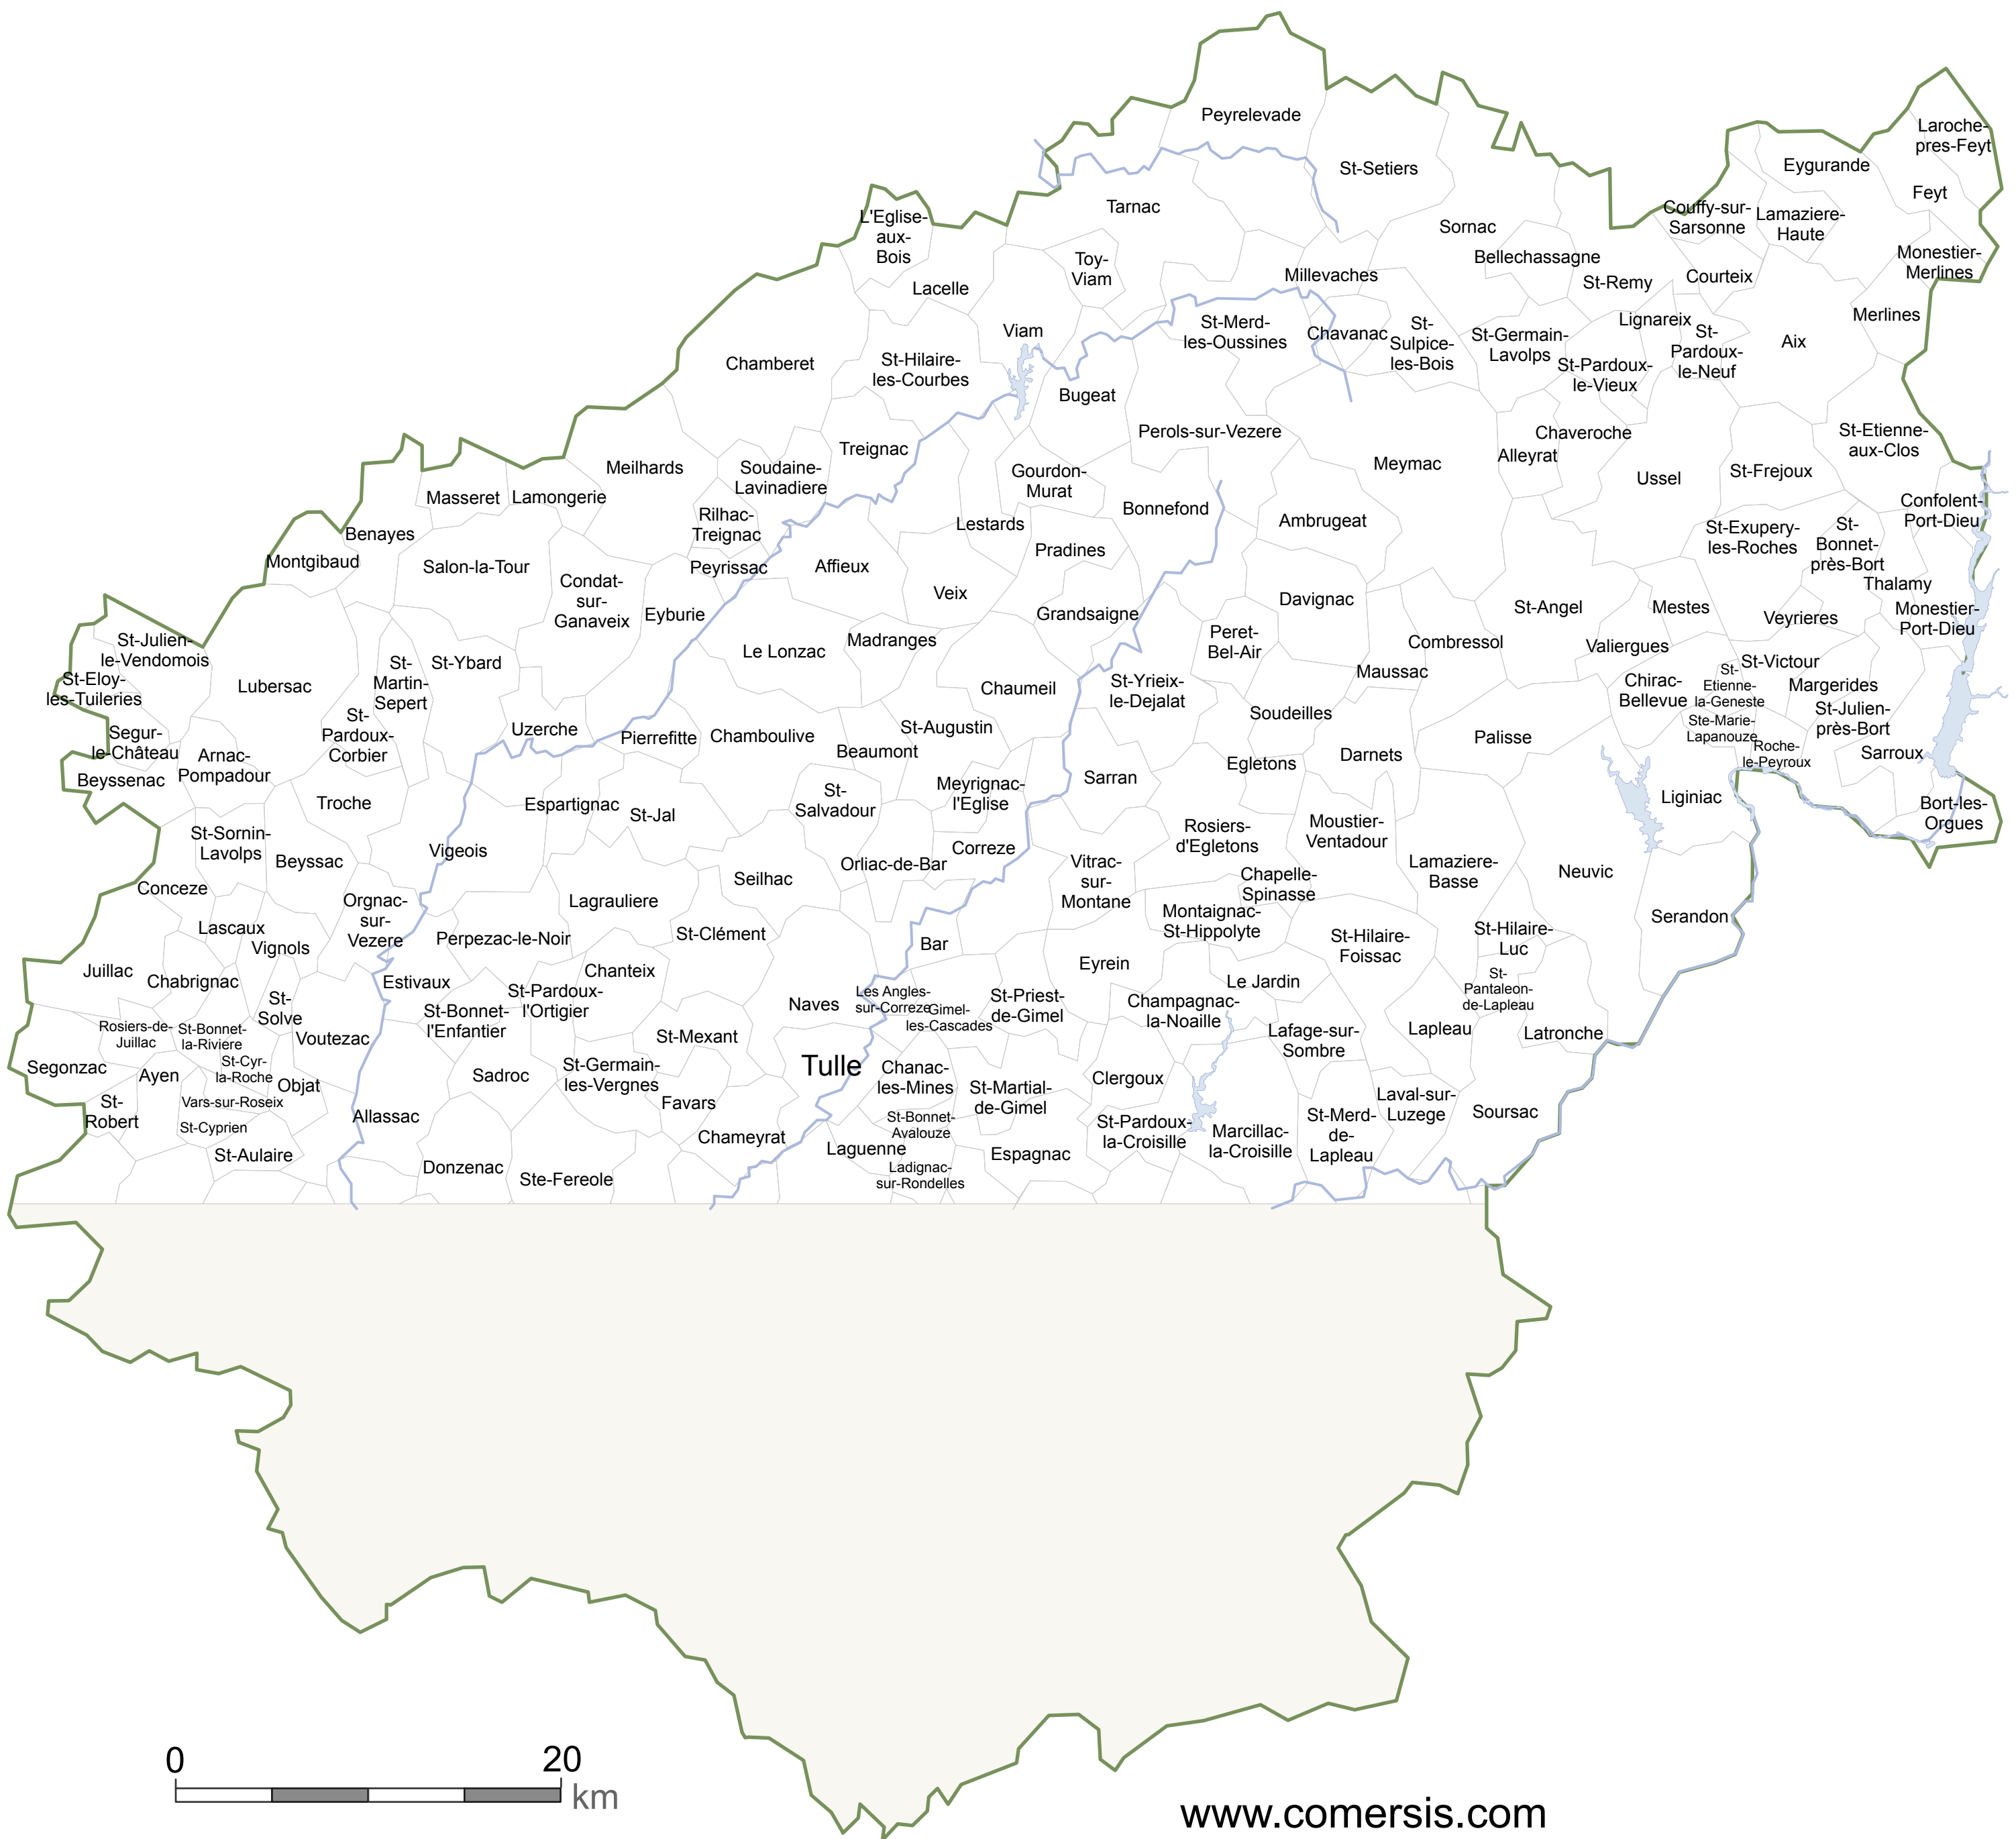 Peyrelevade
Laroche-
pres-Feyt
Eygurande
St-Setiers
Feyt
Tarnac
L'Eglise-
aux-
Bois
Couffy-sur-
Sarsonne
Lamaziere-
Haute
Sornac
Bellechassagne
Monestier-
Merlines
Toy-
Viam
Millevaches
St-Remy
Courteix
Lacelle
Merlines
Viam
St-Merd-
les-Oussines
Chavanac
St-
Sulpice-
les-Bois
St-Germain-
Lavolps
Lignareix
St-
Pardoux-
le-Neuf
Aix
Chamberet
St-Hilaire-
les-Courbes
St-Pardoux-
le-Vieux
Bugeat
Perols-sur-Vezere
Chaveroche
St-Etienne-
aux-Clos
Treignac
Alleyrat
Meymac
Meilhards
Soudaine-
Lavinadiere
Gourdon-
Murat
Ussel
St-Frejoux
Masseret
Lamongerie
Bonnefond
Confolent-
Port-Dieu
Rilhac-
Treignac
Lestards
Ambrugeat
Benayes
St-Exupery-
les-Roches
St-
Bonnet-
près-Bort
Pradines
Montgibaud
Salon-la-Tour
Peyrissac
Affieux
Thalamy
Condat-
sur-
Ganaveix
Veix
Eyburie
Grandsaigne
Davignac
St-Angel
Mestes
Veyrieres
Monestier-
Port-Dieu
St-Julien-
le-Vendomois
Le Lonzac
Madranges
Peret-
Bel-Air
Combressol
Valiergues
St-Ybard
St-
Martin-
Sepert
St-Victour
Maussac
St-Eloy-
les-Tuileries
Lubersac
Chaumeil
St-Yrieix-
le-Dejalat
Chirac-
Bellevue
St-
Etienne-
la-Geneste
Margerides
Soudeilles
St-
Pardoux-
Corbier
Uzerche
Pierrefitte
Chamboulive
St-Augustin
Ste-Marie-
Lapanouze
St-Julien-
près-Bort
Segur-
le-Château
Arnac-
Pompadour
Beaumont
Darnets
Palisse
Roche-
le-Peyroux
Sarroux
Beyssenac
Egletons
Sarran
Troche
Espartignac
St-Jal
St-
Salvadour
Meyrignac-
l'Eglise
Liginiac
Bort-les-
Orgues
St-Sornin-
Lavolps
Rosiers-
d'Egletons
Moustier-
Ventadour
Beyssac
Vigeois
Orliac-de-Bar
Correze
Conceze
Seilhac
Vitrac-
sur-
Montane
Chapelle-
Spinasse
Lamaziere-
Basse
Neuvic
Orgnac-
sur-
Vezere
Lagrauliere
Lascaux
Vignols
Perpezac-le-Noir
St-Clément
Bar
Montaignac-
St-Hippolyte
St-Hilaire-
Foissac
St-Hilaire-
Luc
Serandon
Juillac
Chabrignac
Estivaux
Chanteix
Eyrein
Le Jardin
St-
Pantaleon-
de-Lapleau
St-
Solve
St-Bonnet-
l'Enfantier
St-Pardoux-
l'Ortigier
Naves
Les Angles-
sur-Correze
Gimel-
les-Cascades
St-Priest-
de-Gimel
Champagnac-
la-Noaille
Rosiers-de-
Juillac
St-Bonnet-
la-Riviere
Voutezac
St-Mexant
Lafage-sur-
Sombre
Lapleau
Latronche
Segonzac
Ayen
St-Cyr-
la-Roche
Objat
Sadroc
St-Germain-
les-Vergnes
Tulle
Chanac-
les-Mines
Clergoux
St-
Robert
Vars-sur-Roseix
Allassac
Favars
St-Martial-
de-Gimel
Laval-sur-
Luzege
Soursac
St-Cyprien
St-Bonnet-
Avalouze
St-Pardoux-
la-Croisille
Marcillac-
la-Croisille
St-Merd-
de-
Lapleau
St-Aulaire
Donzenac
Ste-Fereole
Chameyrat
Laguenne
Espagnac
Ladignac-
sur-Rondelles
0
20
km
www.comersis.com